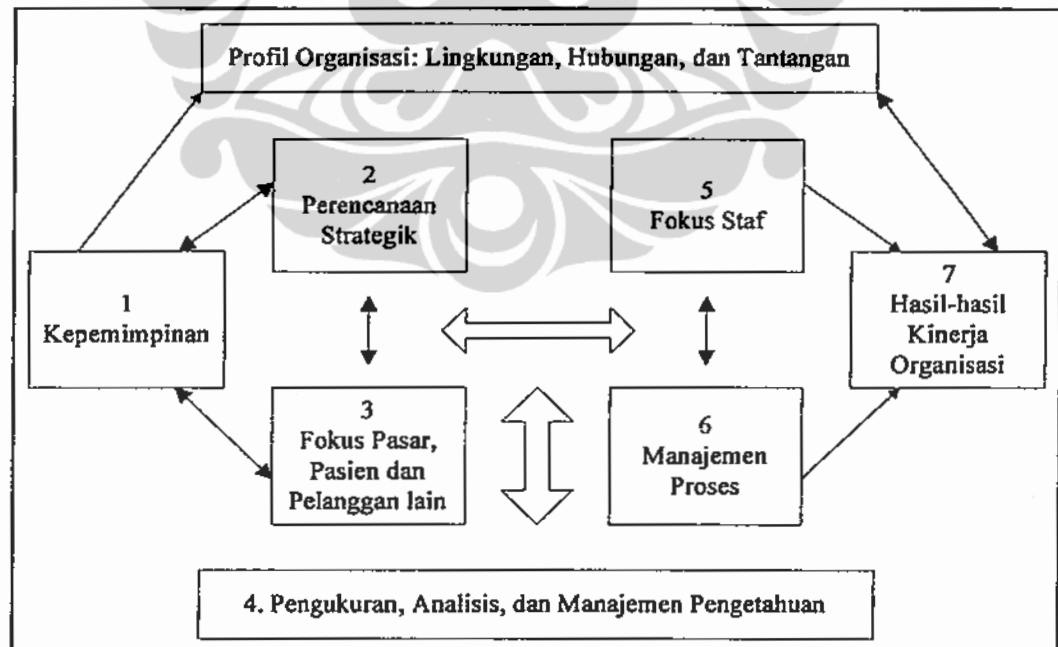 Profil Organisasi: Lingkungan, Hubungan, dan Tantangan
2
Perencanaan
Strategik
5
Fokus Staf
1
Kepemimpinan
7
Hasil-hasil
Kinerja
Organisasi
3
Fokus Pasar,
Pasien dan
Pelanggan lain
6
Manajemen
Proses
4. Pengukuran, Analisis, dan Manajemen Pengetahuan